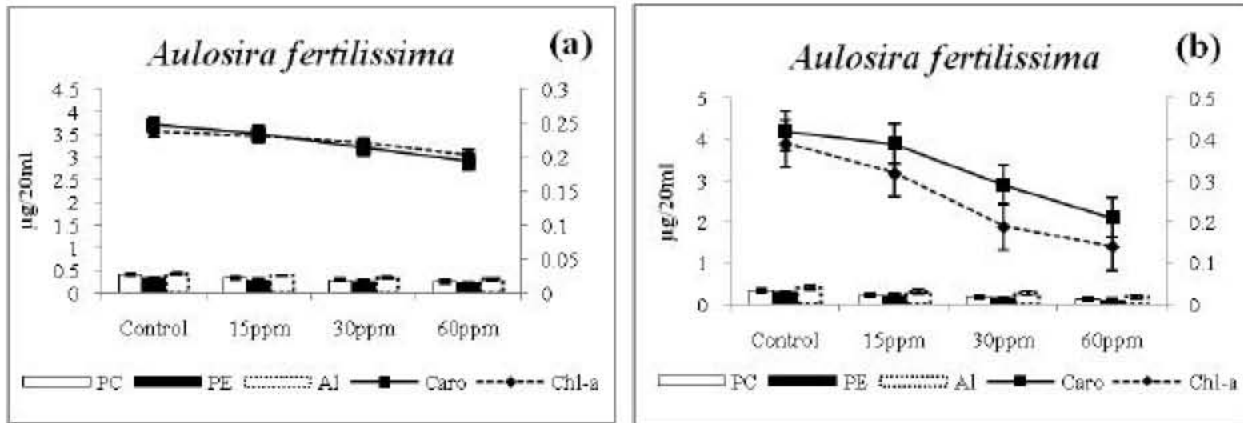 Aulosira fertilissima (a)
4.5 0.3
4 0.25
3.5 0.2
3 0.15
2.5 0.1
2 0.05
1.5 0
1
0.5
0
µg/20ml
Control 15ppm 30ppm 60ppm
PC PE Al Caro Chl-a
Aulosira fertilissima (b)
5 0.5
4 0.4
3 0.3
2 0.2
1 0.1
0 0
µg/20ml
Control 15ppm 30ppm 60ppm
PC PE Al Caro Chl-a